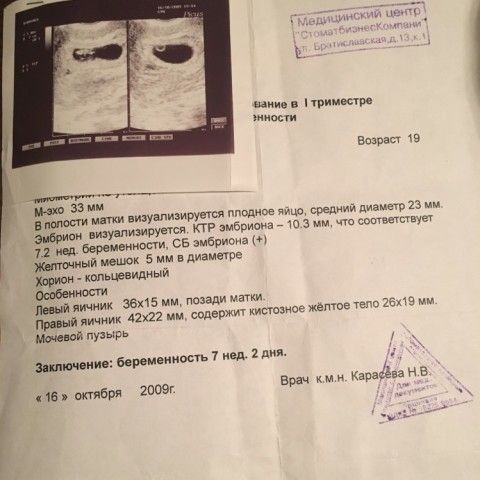 Picus
Медицинский центр
"СтоматбизнесКомпани
ул. Братиславская,д.13,к.1
ование в I триместре
енности
Возраст 19
М-эхо 33 мм
В полости матки визуализируется плодное яйцо, средний диаметр 23 мм.
Эмбрион визуализируется. КТР эмбриона – 10.3 мм, что соответствует
7.2 нед. беременности, СБ эмбриона (+)
Желточный мешок 5 мм в диаметре
Хорион - кольцевидный
Особенности
Левый яичник 36х15 мм, позади матки.
Правый яичник 42х22 мм, содержит кистозное жёлтое тело 26х19 мм.
Мочевой пузырь
Заключение: беременность 7 нед. 2 дня.
« 16 » октября 2009г.
Врач к.м.н. Карасёва Н.В.
Для мед.
документов